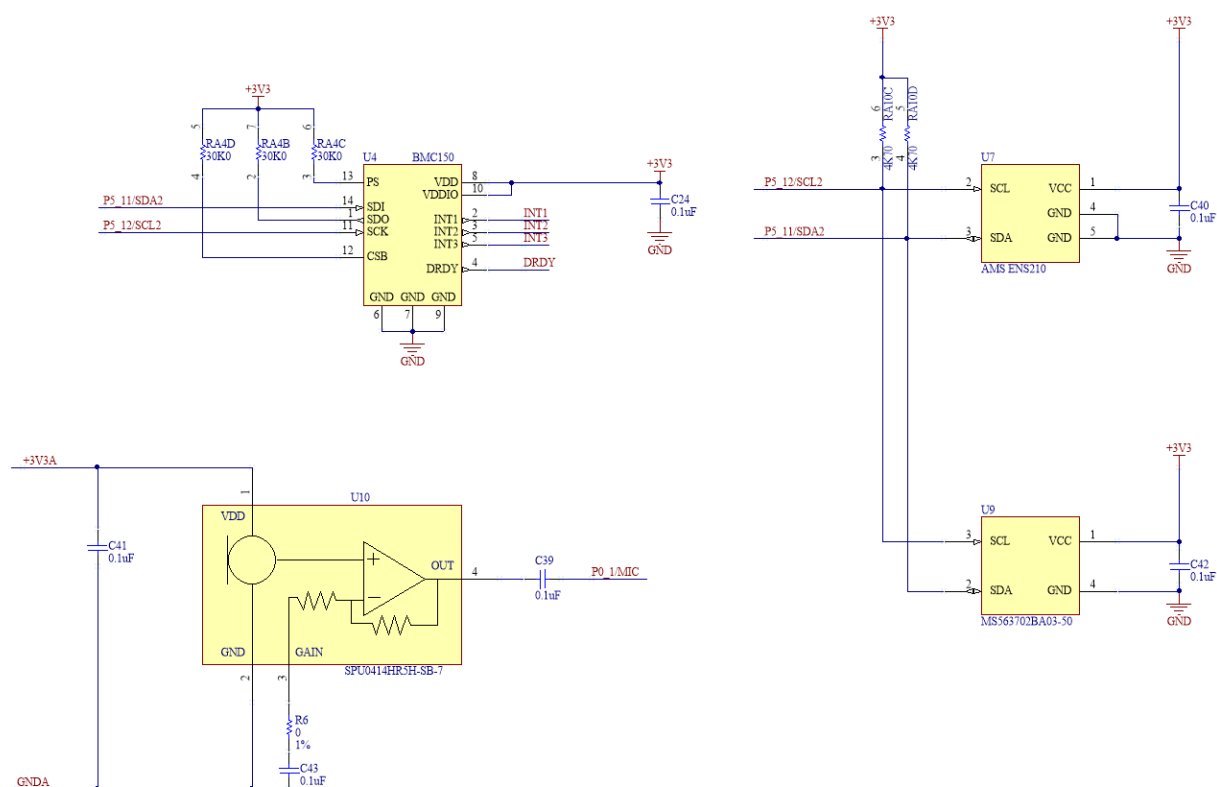 +3V3
5
RA4D
30K0
4
7
RA4B
30K0
2
6
RA4C
30K0
3
U4
BMC150
13
PS
P5_11/SDA2
14
SDI
1
SDO
P5_12/SCL2
11
SCK
12
CSB
VDD
8
VDDIO
10
INT1
2
INT1
INT2
3
INT2
INT3
5
INT3
DRDY
4
DRDY
GND
GND
GND
6
7
9
GND
+3V3
C24
0.1uF
GND
+3V3
6
RA10C
3
4K70
5
RA10D
4
4K70
+3V3
U7
P5_12/SCL2
2
SCL
VCC
1
GND
4
P5_11/SDA2
3
SDA
GND
5
AMS ENS210
C40
0.1uF
GND
+3V3
U9
3
SCL
VCC
1
2
SDA
GND
4
MS563702BA03-50
C42
0.1uF
GND
+3V3A
C41
0.1uF
1
U10
VDD
OUT
4
C39
0.1uF
P0_1/MIC
GND
GAIN
SPU0414HR5H-SB-7
2
3
R6
0
1%
C43
0.1uF
GNDA